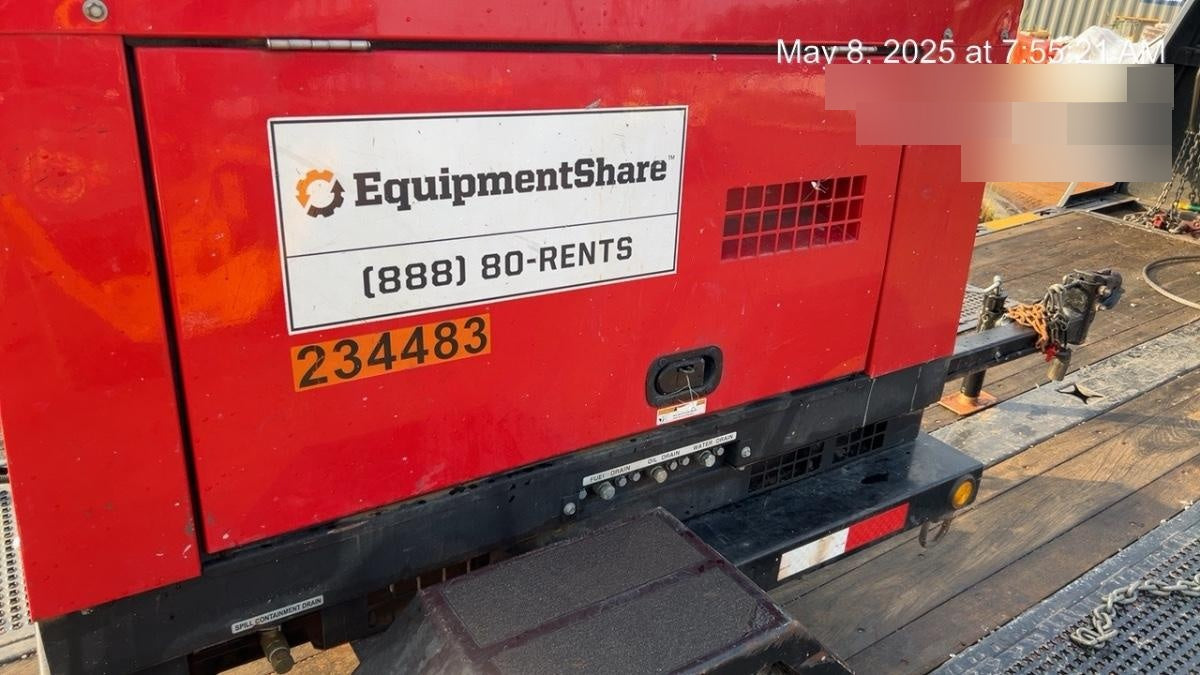 May 8, 2025 at 7:55:21 AM
EquipmentShare™
(888) 80-RENTS
234483
FUEL DRAIN OIL DRAIN WATER DRAIN
SPILL CONTAINMENT DRAIN